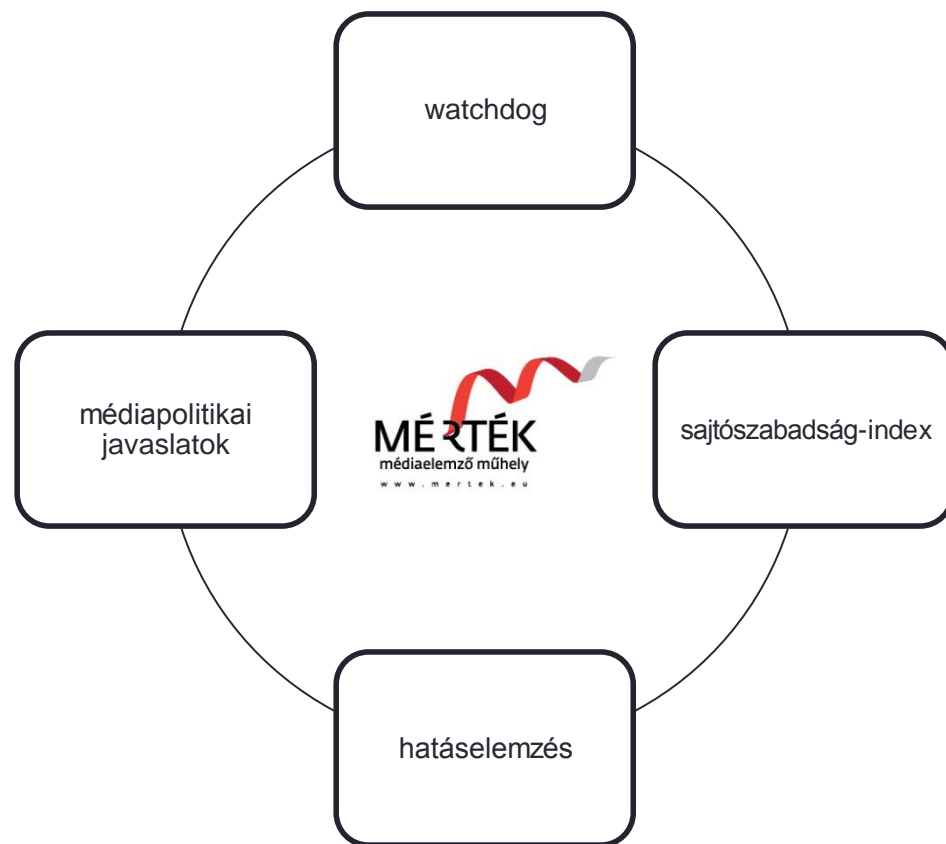 watchdog
médiapolitikai
javaslatok
MÉRTÉK
médiaelemző műhely
www.mertek.eu
sajtószabadság-index
hatáselemzés